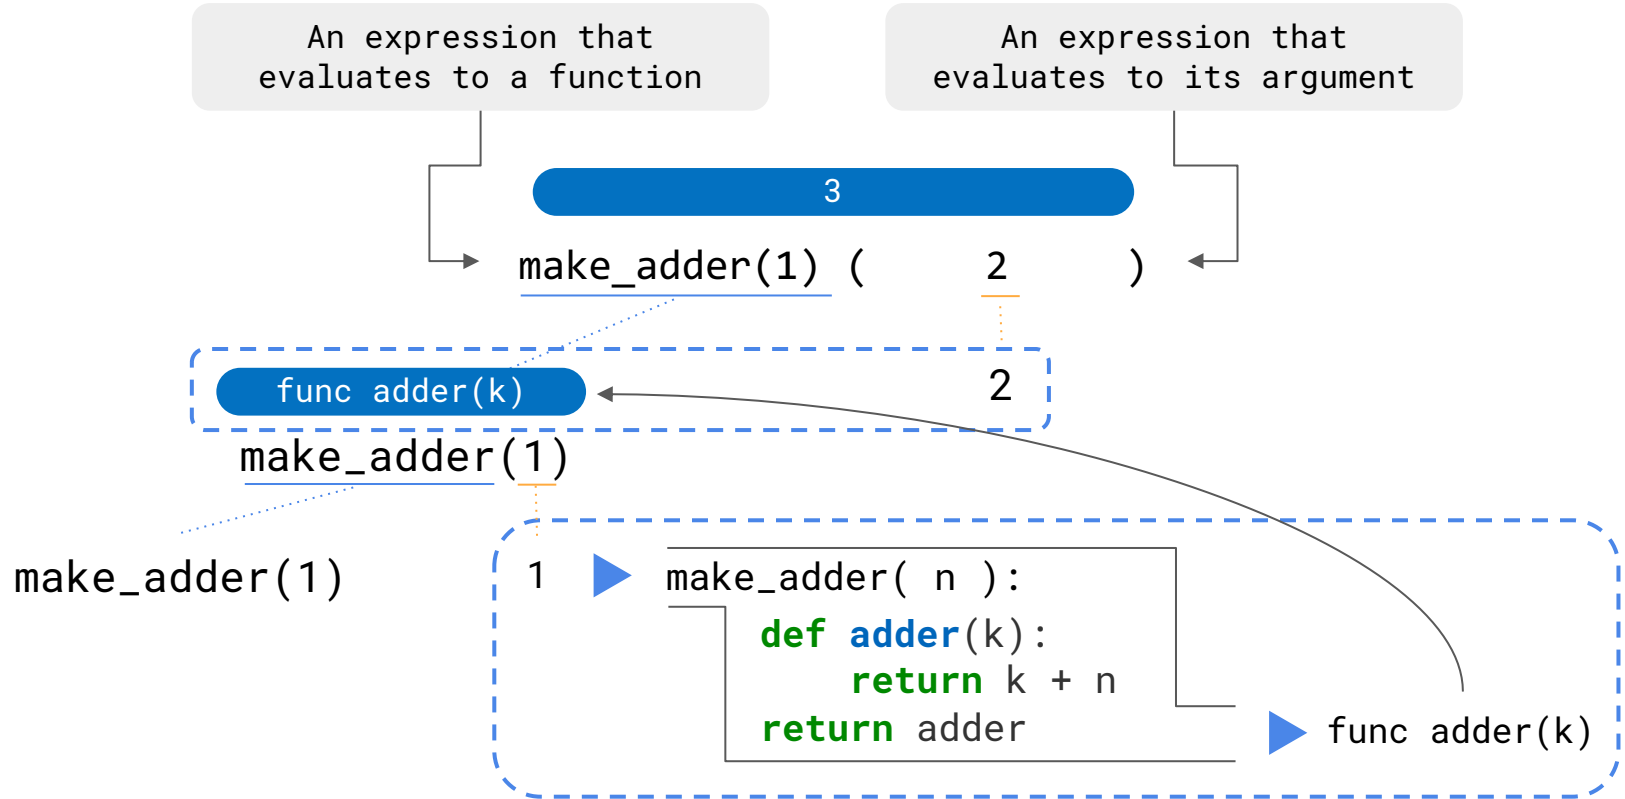 An expression that
evaluates to a function
An expression that
evaluates to its argument
3
make_adder(1) ( 2 )
func adder(k) 2
make_adder(1)
make_adder(1)
1 make_adder( n ):
def adder(k):
return k + n
return adder
func adder(k)